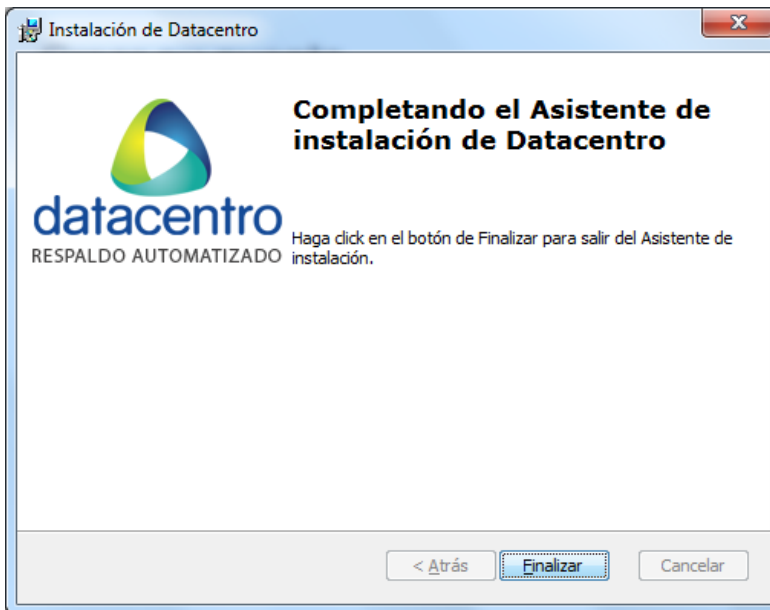 Instalación de Datacentro
Completando el Asistente de
instalación de Datacentro
datacentro
RESPALDO AUTOMATIZADO
Haga click en el botón de Finalizar para salir del Asistente de
instalación.
< Atrás
Finalizar
Cancelar